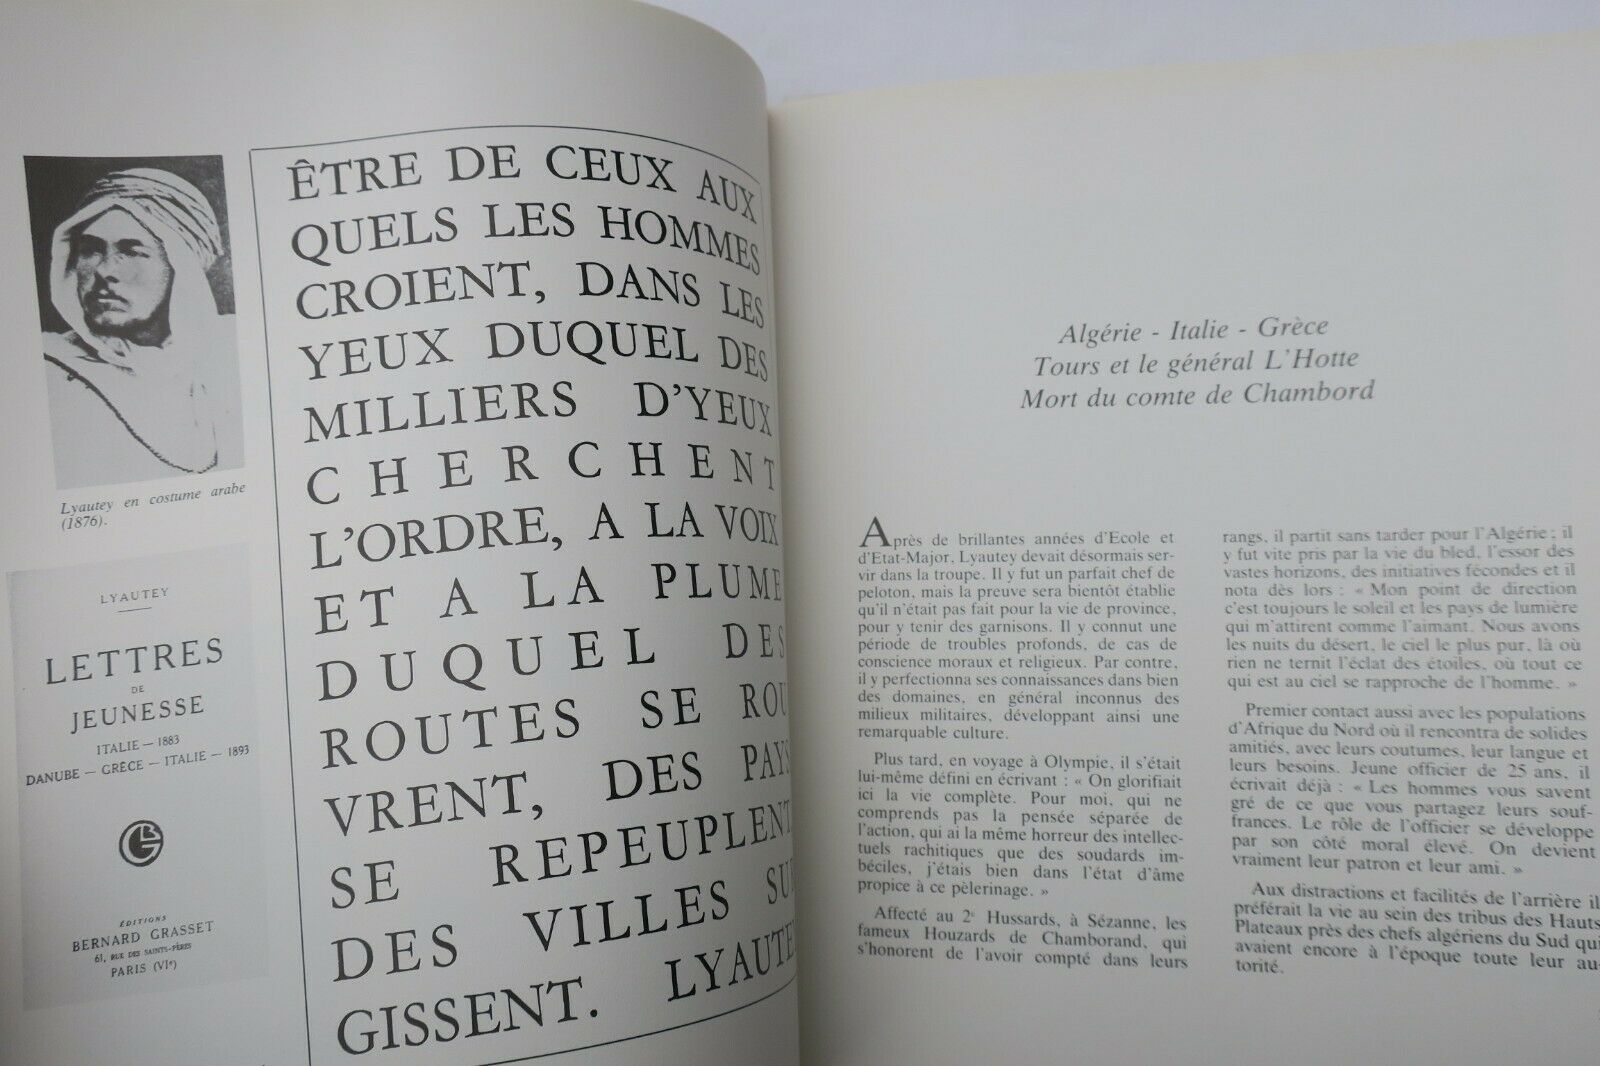 Lyautey en costume arabe
(1876).
LYAUTEY
LETTRES
DE
JEUNESSE
ITALIE — 1883
DANUBE — GRÈCE — ITALIE — 1893
ÉDITIONS
BERNARD GRASSET
61, RUE DES SAINTS-PÈRES
PARIS (VIe)
ÊTRE DE CEUX AUX
QUELS LES HOMMES
CROIENT, DANS LES
YEUX DUQUEL DES
MILLIERS D'YEUX
CHERCHENT
L'ORDRE, A LA VOIX
ET A LA PLUME
DUQUEL DES
ROUTES SE ROU
VRENT, DES PAYS
SE REPEUPLENT
DES VILLES SUR
GISSENT. LYAUTEY
Algérie - Italie - Grèce
Tours et le général L'Hotte
Mort du comte de Chambord
Après de brillantes années d'Ecole et
d'Etat-Major, Lyautey devait désormais ser-
vir dans la troupe. Il y fut un parfait chef de
peloton, mais la preuve sera bientôt établie
qu'il n'était pas fait pour la vie de province,
pour y tenir des garnisons. Il y connut une
période de troubles profonds, de cas de
conscience moraux et religieux. Par contre,
il y perfectionna ses connaissances dans bien
des domaines, en général inconnus des
milieux militaires, développant ainsi une
remarquable culture.
Plus tard, en voyage à Olympie, il s'était
lui-même défini en écrivant : « On glorifiait
ici la vie complète. Pour moi, qui ne
comprends pas la pensée séparée de
l'action, qui ai la même horreur des intellec-
tuels rachitiques que des soudards im-
béciles, j'étais bien dans l'état d'âme
propice à ce pèlerinage. »
Affecté au 2e Hussards, à Sézanne, les
fameux Houzards de Chamborand, qui
s'honorent de l'avoir compté dans leurs
rangs, il partit sans tarder pour l'Algérie ; il
y fut vite pris par la vie du bled, l'essor des
vastes horizons, des initiatives fécondes et il
nota dès lors : « Mon point de direction
c'est toujours le soleil et les pays de lumière
qui m'attirent comme l'aimant. Nous avons
les nuits du désert, le ciel le plus pur, là où
rien ne ternit l'éclat des étoiles, où tout ce
qui est au ciel se rapproche de l'homme. »
Premier contact aussi avec les populations
d'Afrique du Nord où il rencontra de solides
amitiés, avec leurs coutumes, leur langue et
leurs besoins. Jeune officier de 25 ans, il
écrivait déjà : « Les hommes vous savent
gré de ce que vous partagez leurs souf-
frances. Le rôle de l'officier se développe
par son côté moral élevé. On devient
vraiment leur patron et leur ami. »
Aux distractions et facilités de l'arrière il
préférait la vie au sein des tribus des Hauts
Plateaux près des chefs algériens du Sud qui
avaient encore à l'époque toute leur au-
torité.